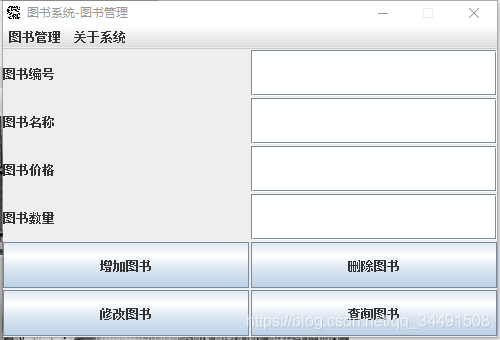 图书系统-图书管理
图书管理 关于系统
图书编号
图书名称
图书价格
图书数量
增加图书 删除图书
修改图书 查询图书
https://blog.csdn.net/qq_34491508